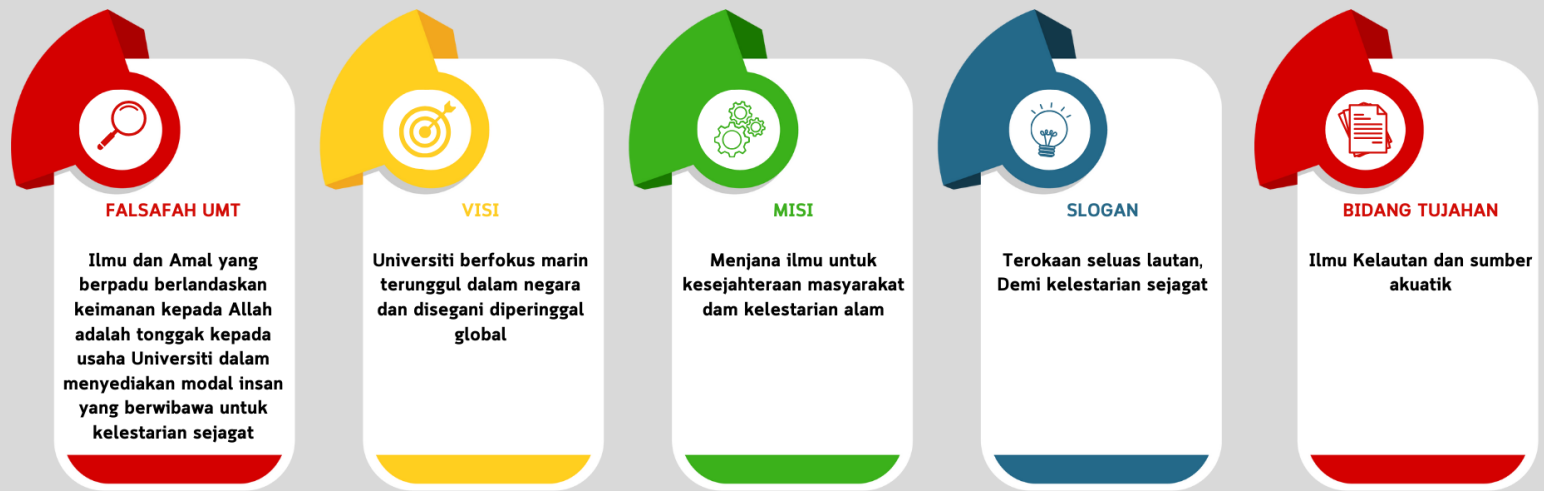 FALSAFAH UMT
Ilmu dan Amal yang
berpadu berlandaskan
keimanan kepada Allah
adalah tonggak kepada
usaha Universiti dalam
menyediakan modal insan
yang berwibawa untuk
kelestarian sejagat
VISI
Universiti berfokus marin
terunggul dalam negara
dan disegani diperinggal
global
MISI
Menjana ilmu untuk
kesejahteraan masyarakat
dam kelestarian alam
SLOGAN
Terokaan seluas lautan,
Demi kelestarian sejagat
BIDANG TUJAHAN
Ilmu Kelautan dan sumber
akuatik